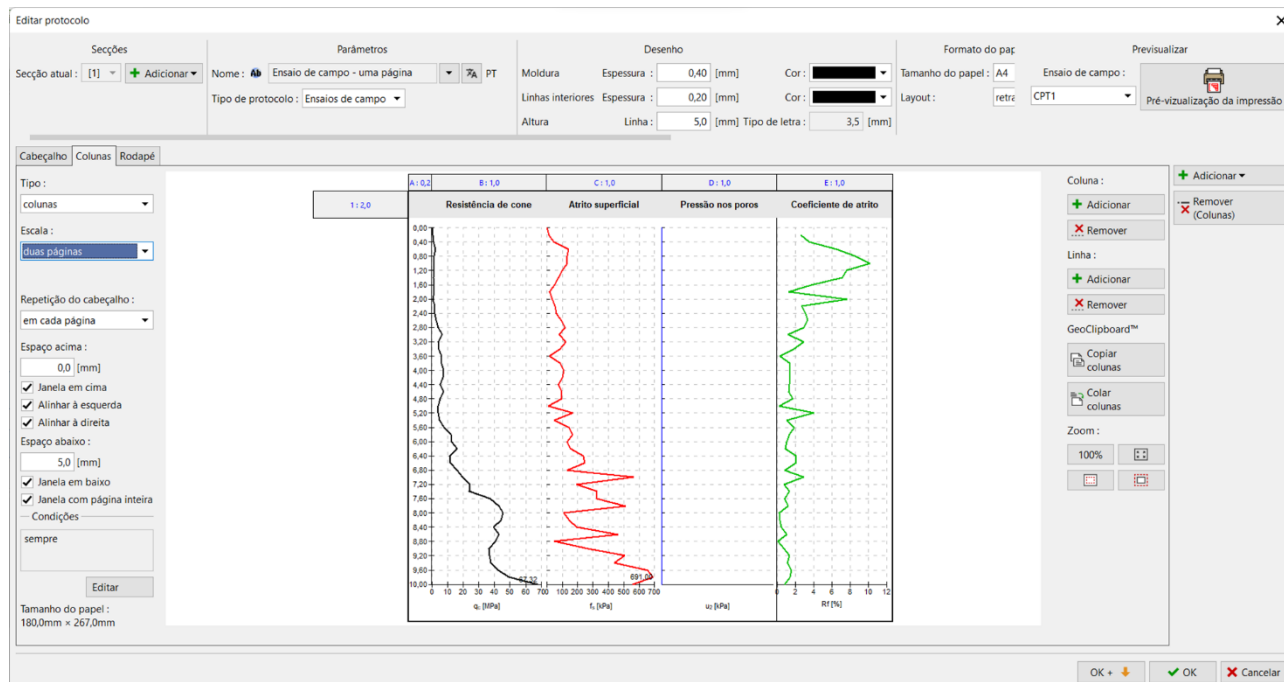 Editar protocolo
Secções
Parâmetros
Desenho
Formato do pap
Previsualizar
Secção atual : [1] Adicionar
Nome : Ab Ensaio de campo - uma página PT
Moldura Espessura : 0,40 [mm] Cor :
Tamanho do papel : A4
Ensaio de campo :
Tipo de protocolo : Ensaios de campo
Linhas interiores Espessura : 0,20 [mm] Cor :
Layout : retra
CPT1
Pré-vizualização da impressão
Altura Linha : 5,0 [mm] Tipo de letra : 3,5 [mm]
Cabeçalho Colunas Rodapé
Tipo :
colunas
Escala :
duas páginas
Repetição do cabeçalho :
em cada página
Espaço acima :
0,0 [mm]
Janela em cima
Alinhar à esquerda
Alinhar à direita
Espaço abaixo :
5,0 [mm]
Janela em baixo
Janela com página inteira
Condições
sempre
Editar
Tamanho do papel :
180,0mm × 267,0mm
A : 0,2 B : 1,0 C : 1,0 D : 1,0 E : 1,0
1 : 2,0
Resistência de cone Atrito superficial Pressão nos poros Coeficiente de atrito
0,00
0,40
0,80
1,20
1,60
2,00
2,40
2,80
3,20
3,60
4,00
4,40
4,80
5,20
5,60
6,00
6,40
6,80
7,20
7,60
8,00
8,40
8,80
9,20
9,60
10,00
67,32
691,00
0 10 20 30 40 50 60 70
100 200 300 400 500 600 700
0 2 4 6 8 10 12
qc [MPa]
fs [kPa]
u2 [kPa]
Rf [%]
Coluna :
Adicionar
Remover
Linha :
Adicionar
Remover
GeoClipboard™
Copiar
colunas
Colar
colunas
Zoom :
100%
Adicionar
Remover
(Colunas)
OK +
OK
Cancelar